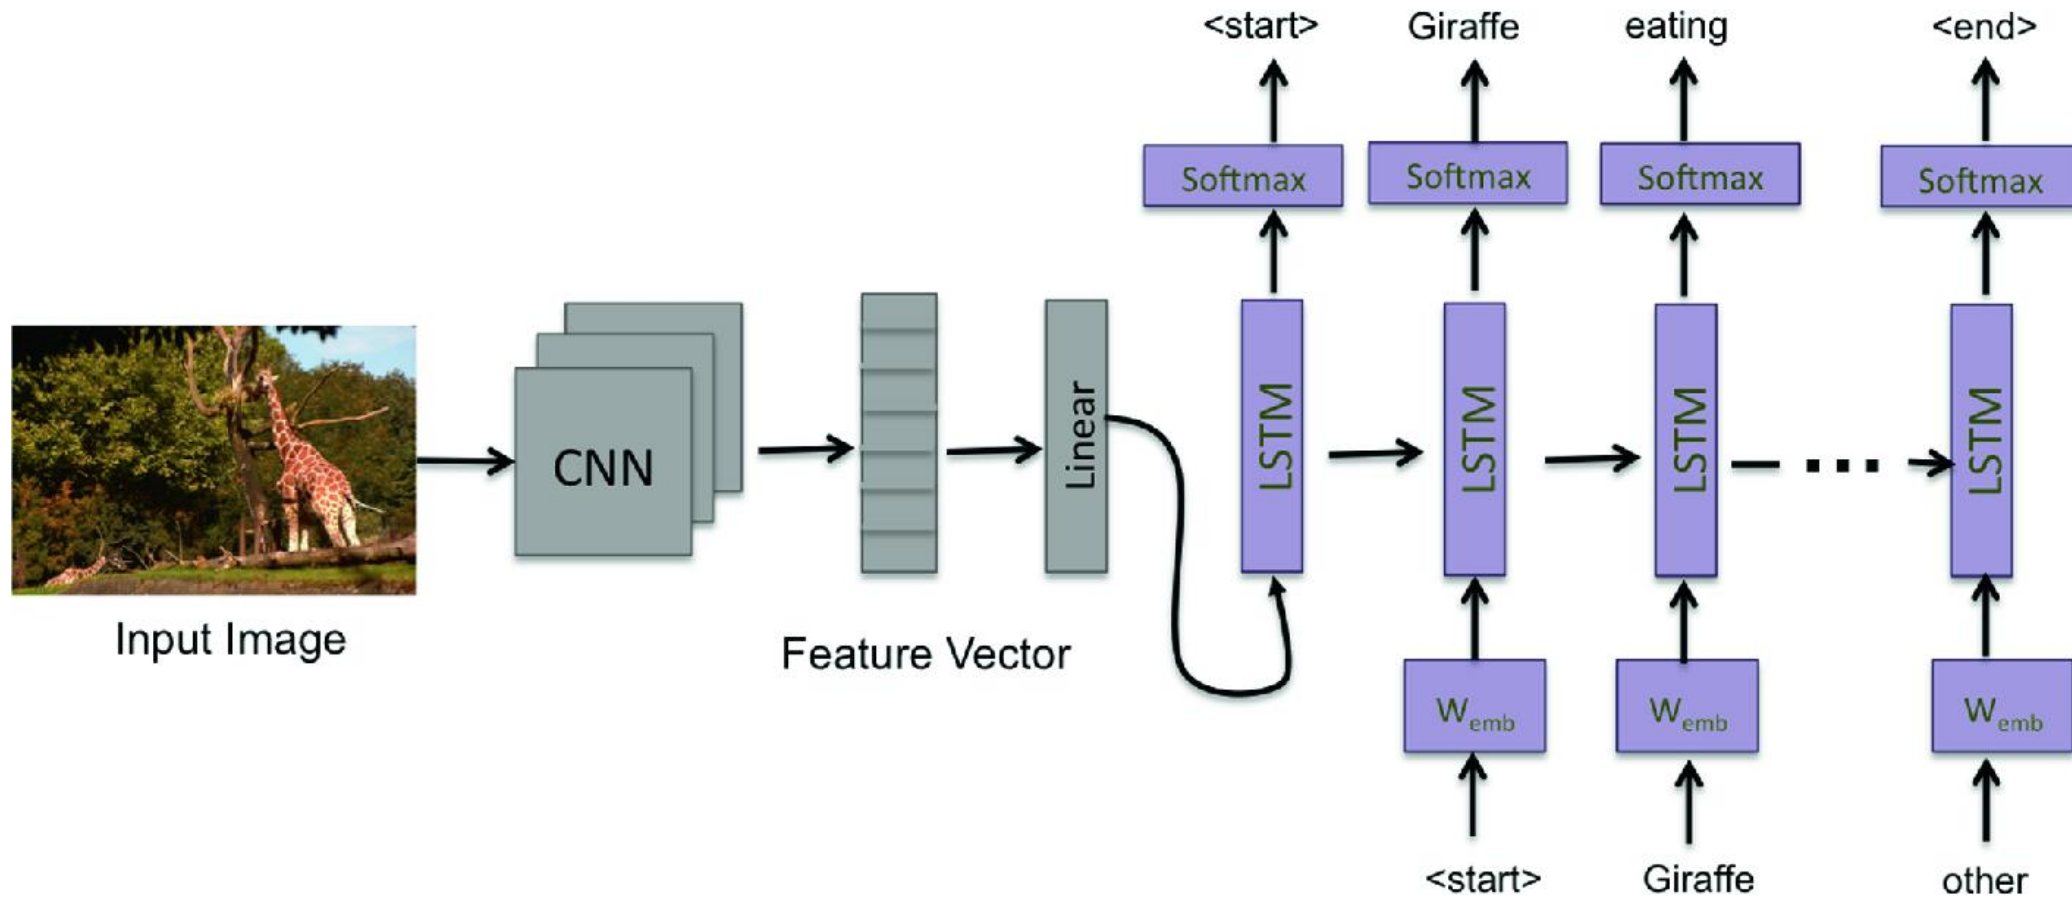 <start> Giraffe eating <end>
Softmax Softmax Softmax Softmax
CNN
Linear
LSTM LSTM LSTM LSTM
Input Image
Feature Vector
Wemb Wemb Wemb
<start> Giraffe other